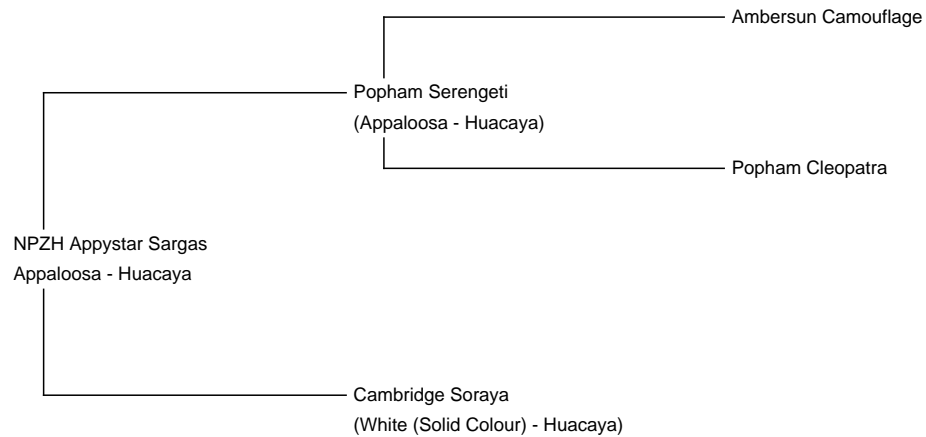 Ambersun Camouflage
Popham Serengeti
(Appaloosa - Huacaya)
Popham Cleopatra
NPZH Appystar Sargas
Appaloosa - Huacaya
Cambridge Soraya
(White (Solid Colour) - Huacaya)